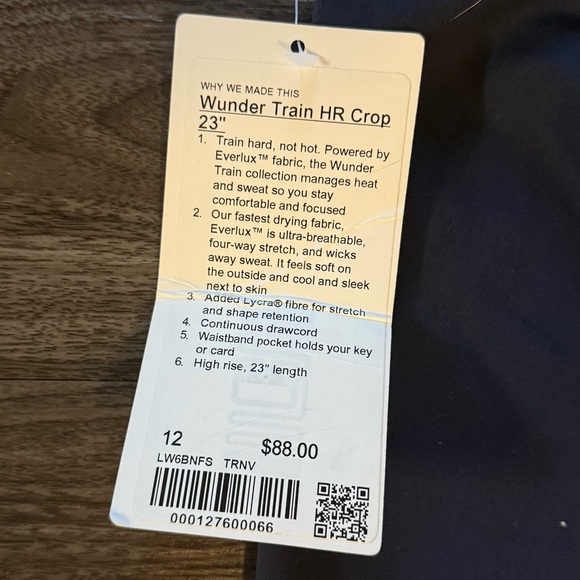 WHY WE MADE THIS
Wunder Train HR Crop
23"
1. Train hard, not hot. Powered by
Everlux™ fabric, the Wunder
Train collection manages heat
and sweat so you stay
comfortable and focused
2. Our fastest drying fabric,
Everlux™ is ultra-breathable,
four-way stretch, and wicks
away sweat. It feels soft on
the outside and cool and sleek
next to skin
3. Added Lycra® fibre for stretch
and shape retention
4. Continuous drawcord
5. Waistband pocket holds your key
or card
6. High rise, 23" length
12 $88.00
LW6BNFS TRNV
000127600066